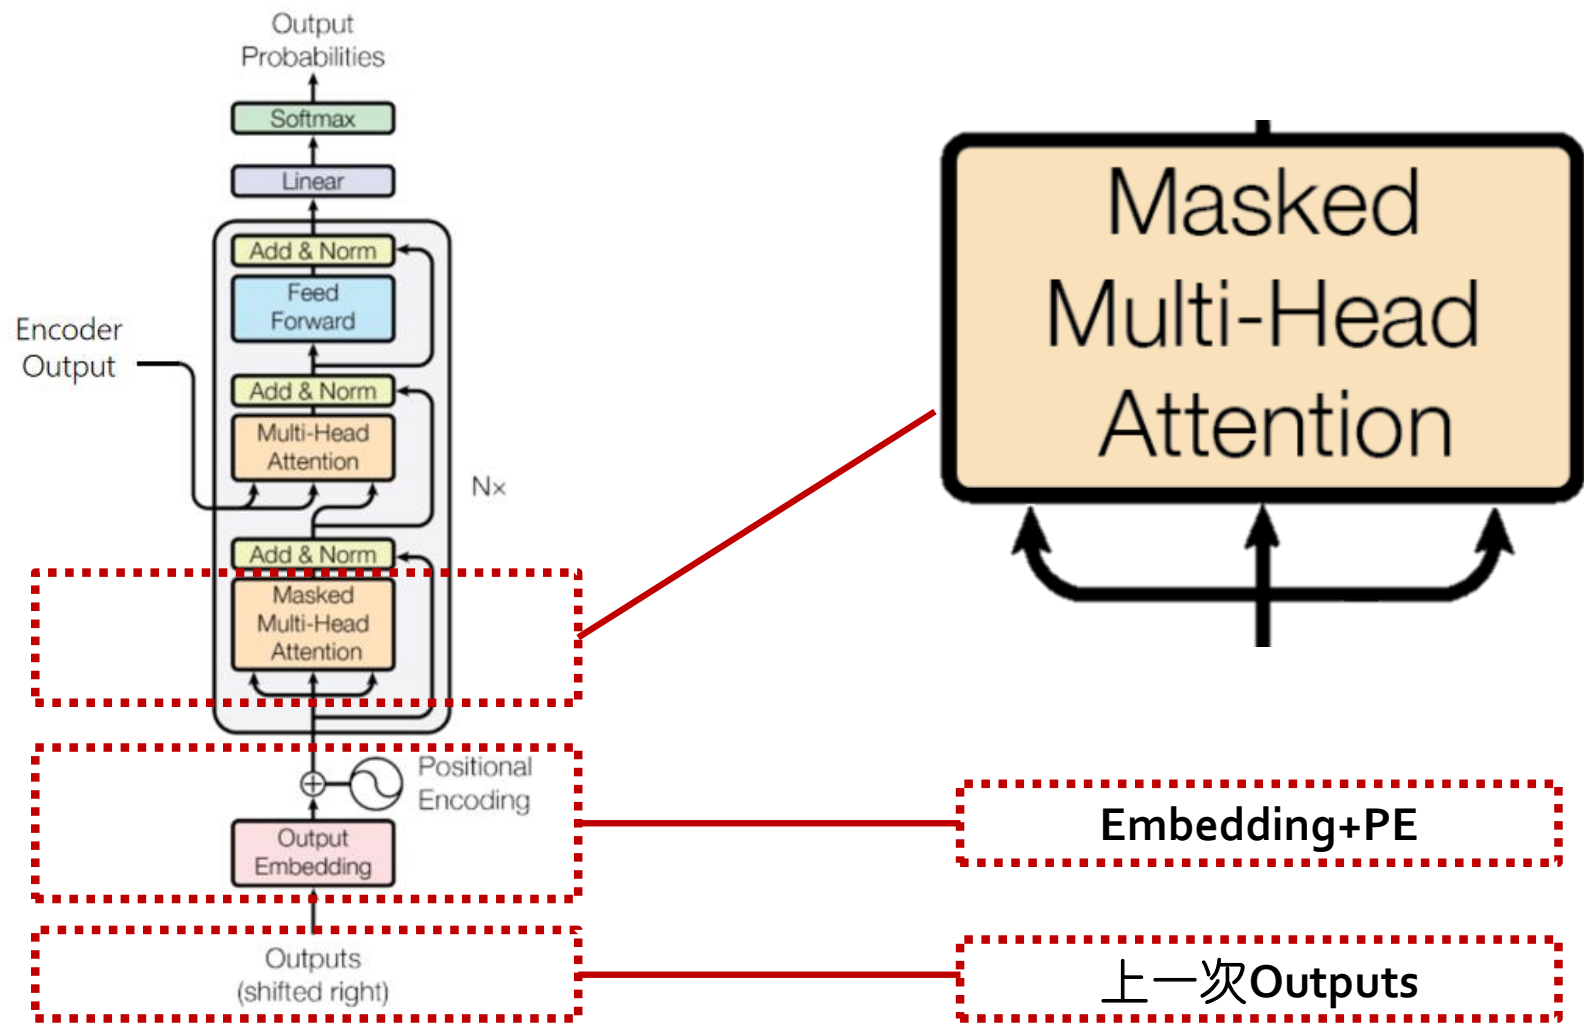 Output
Probabilities
Softmax
Linear
Add & Norm
Feed
Forward
Encoder
Output
Add & Norm
Multi-Head
Attention
N×
Add & Norm
Masked
Multi-Head
Attention
Positional
Encoding
Output
Embedding
Outputs
(shifted right)
Masked
Multi-Head
Attention
Embedding+PE
上一次Outputs